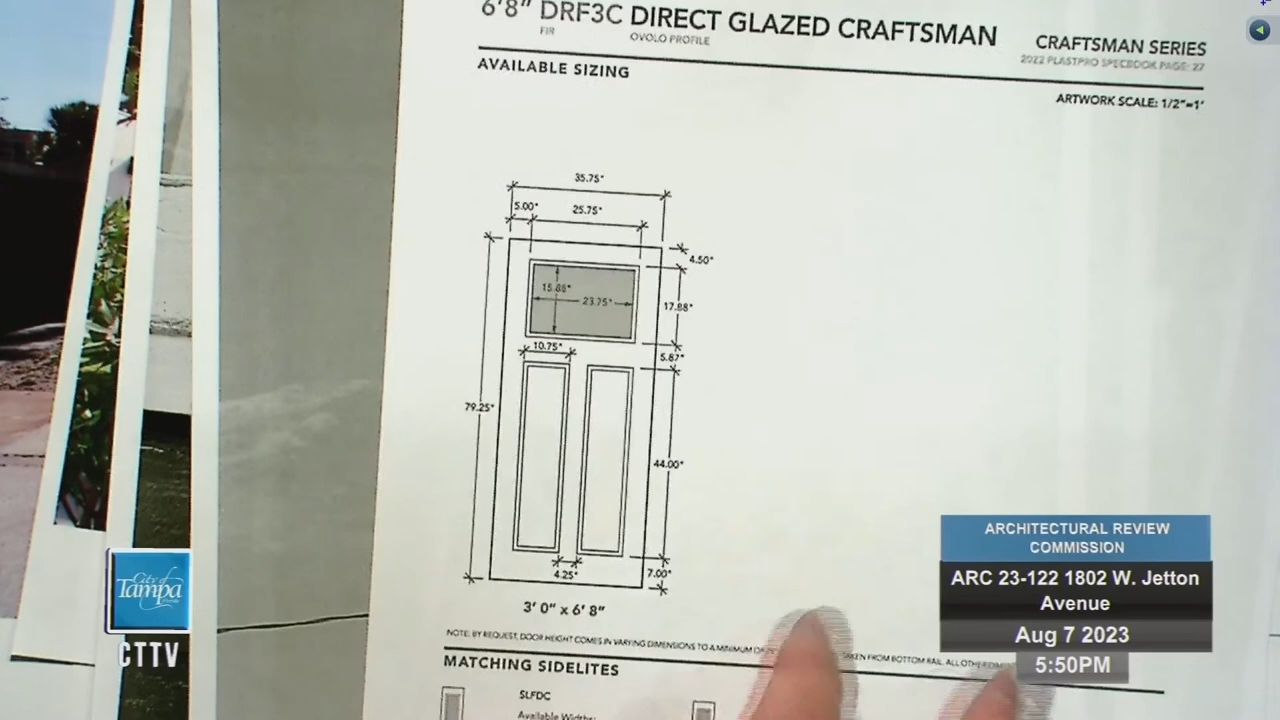 6'8" DRF3C DIRECT GLAZED CRAFTSMAN
FIR
OVOLO PROFILE
CRAFTSMAN SERIES
2022 PLASTPRO SPECBOOK PAGE: 27
AVAILABLE SIZING
ARTWORK SCALE: 1/2"=1'
35.75"
5.00"
25.75"
4.50"
15.88"
23.75"
17.88"
10.75"
5.87"
79.25"
44.00"
4.25"
7.00"
3' 0" x 6' 8"
NOTE: BY REQUEST, DOOR HEIGHT COMES IN VARYING DIMENSIONS TO A MINIMUM TAKEN FROM BOTTOM RAIL. ALL OTHER
MATCHING SIDELITES
SLFDC
Available Widths:
City of
Tampa
CTTV
ARCHITECTURAL REVIEW
COMMISSION
ARC 23-122 1802 W. Jetton
Avenue
Aug 7 2023
5:50PM